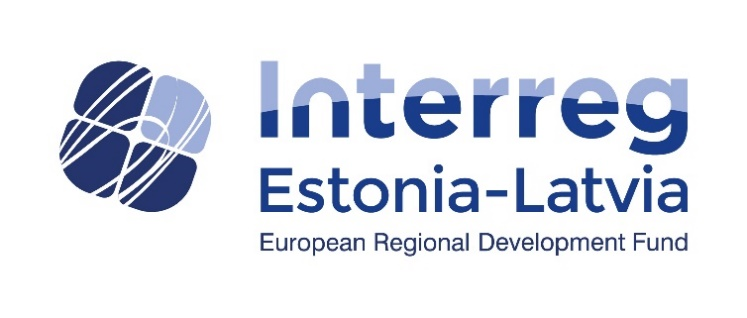 Interreg
Estonia-Latvia
European Regional Development Fund